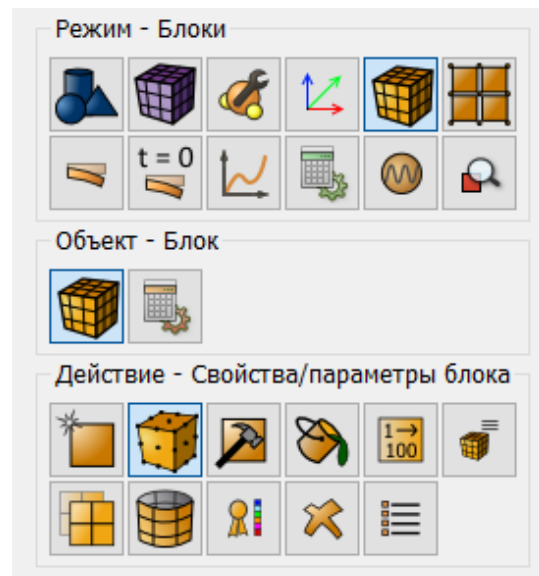 Режим - Блоки
t = 0
Объект - Блок
Действие - Свойства/параметры блока
1→
100